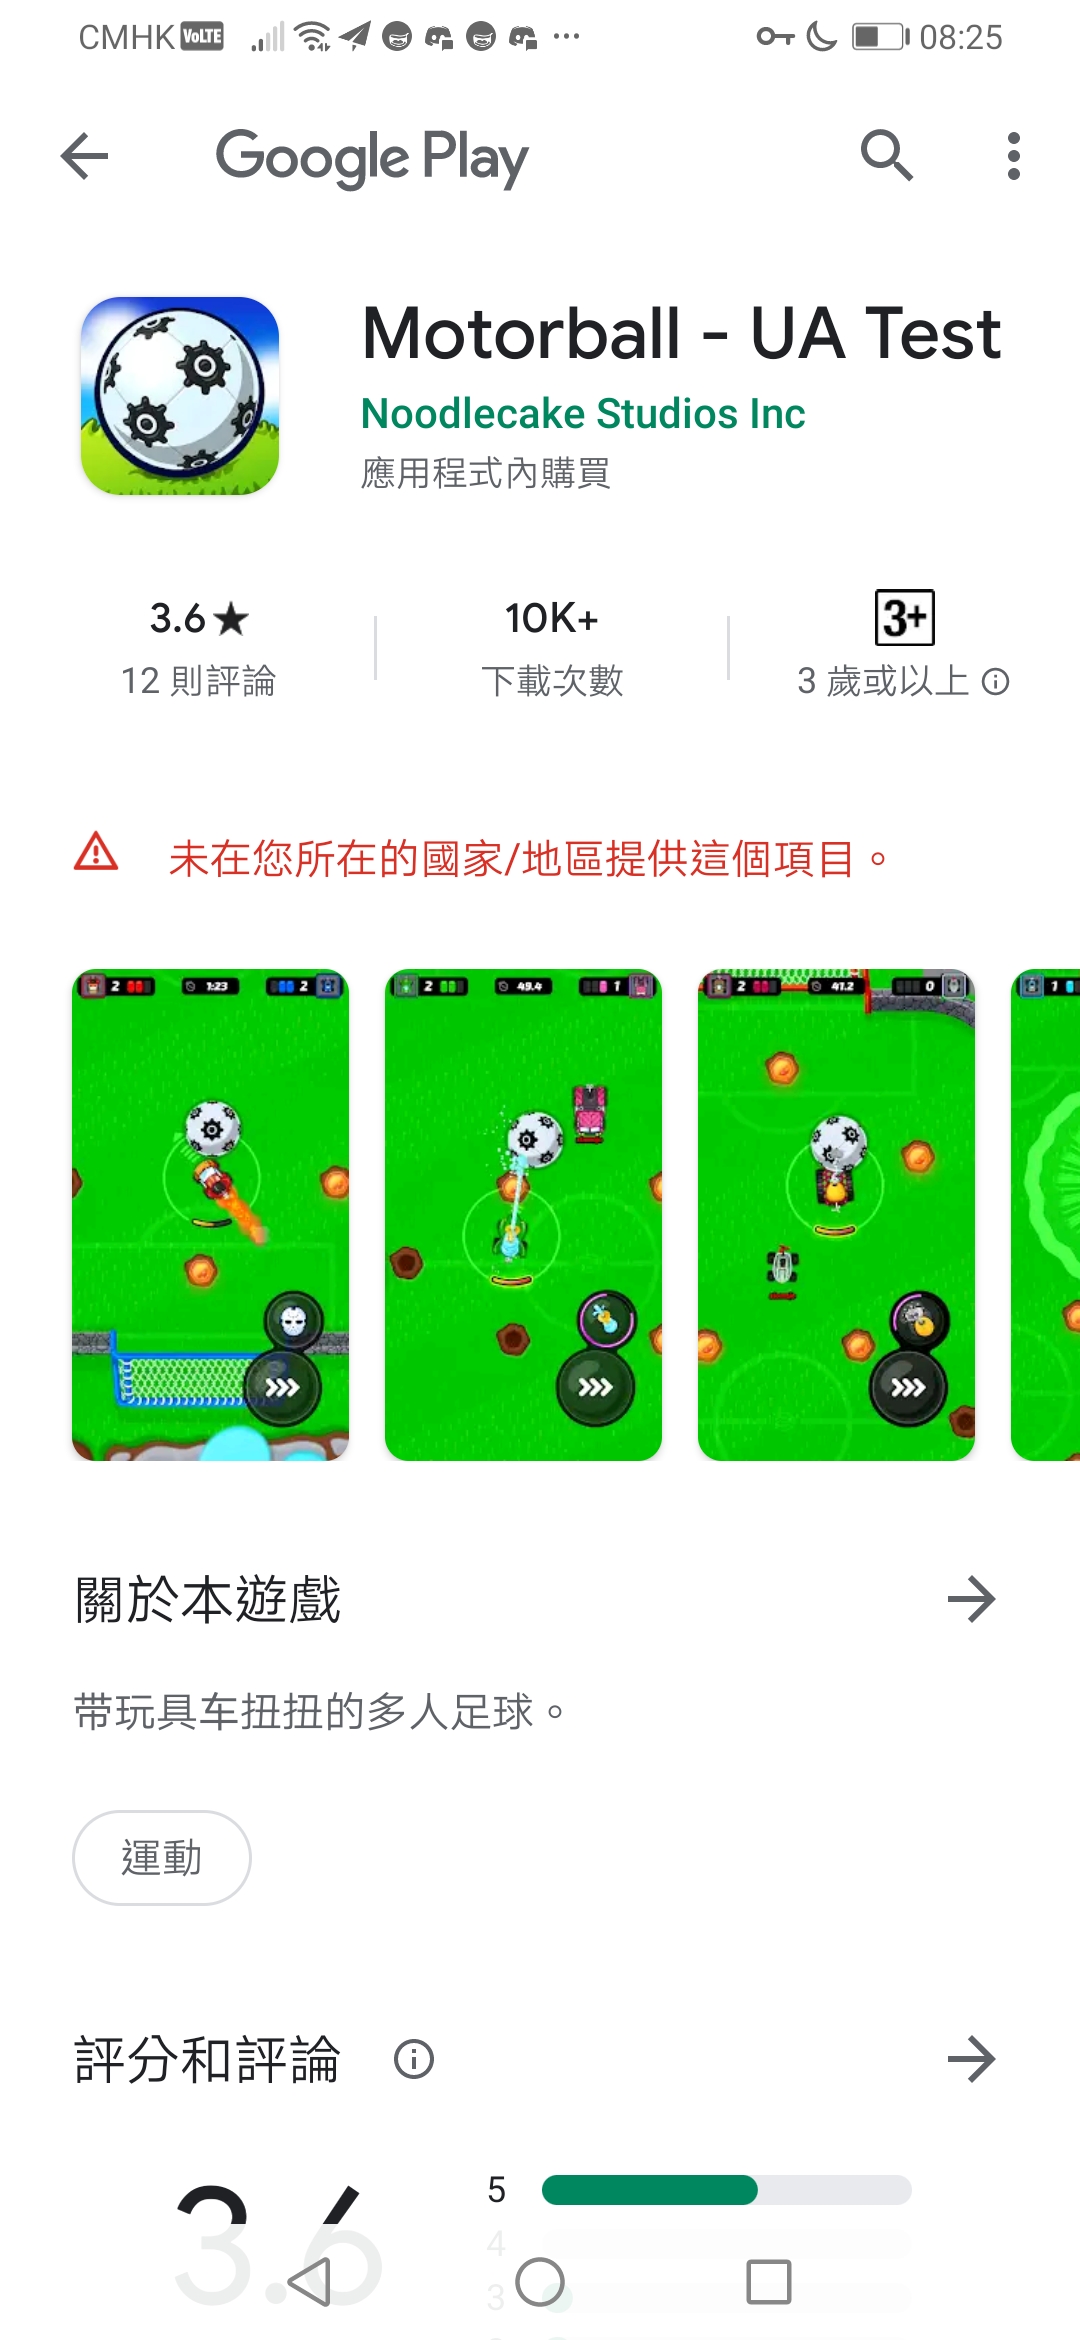 CMHK VoLTE 08:25
Google Play
Motorball - UA Test
Noodlecake Studios Inc
應用程式內購買
3.6★ 10K+ 3+
12 則評論 下載次數 3 歲或以上
未在您所在的國家/地區提供這個項目。
2 1:23 2
2 49.4 1
2 41.2 0
1
關於本遊戲
带玩具车扭扭的多人足球。
運動
評分和評論
3.6
5
4
3